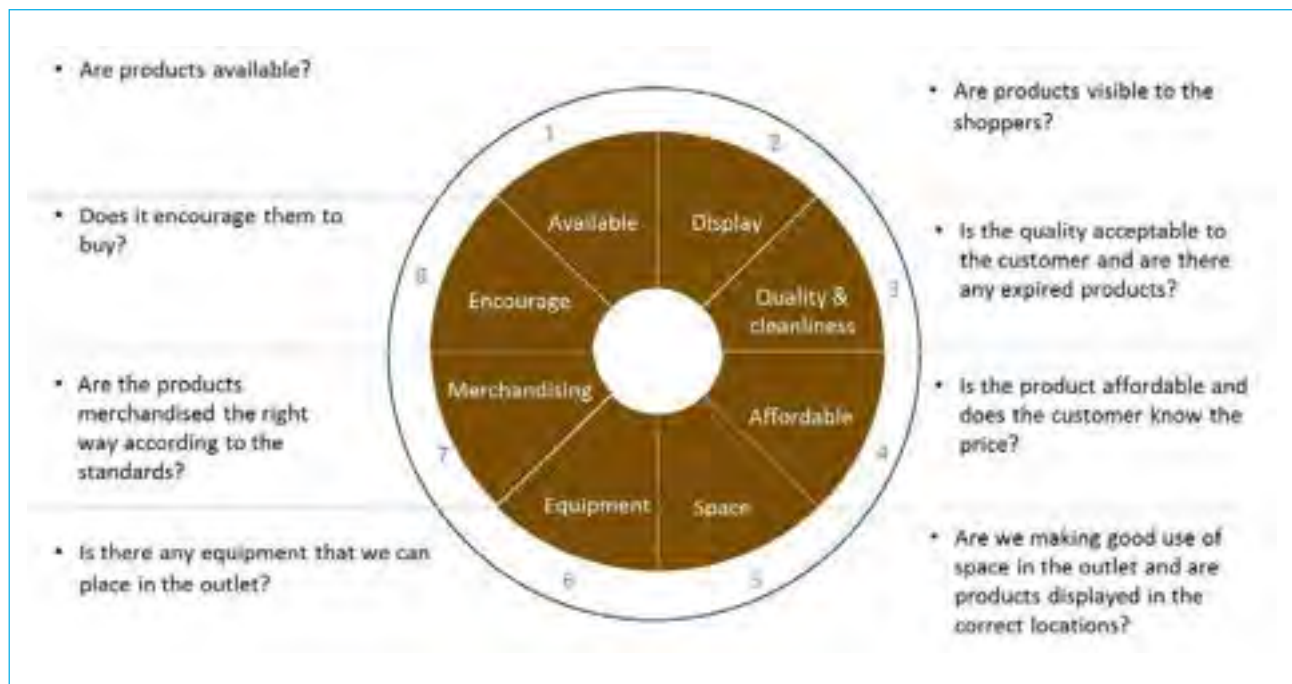 • Are products available?
• Are products visible to the
shoppers?
• Does it encourage them to
buy?
• Is the quality acceptable to
the customer and are there
any expired products?
• Are the products
merchandised the right
way according to the
standards?
• Is the product affordable and
does the customer know the
price?
• Is there any equipment that we can
place in the outlet?
• Are we making good use of
space in the outlet and are
products displayed in the
correct locations?
1
Available
2
Display
3
Quality &
cleanliness
4
Affordable
5
Space
6
Equipment
7
Merchandising
8
Encourage